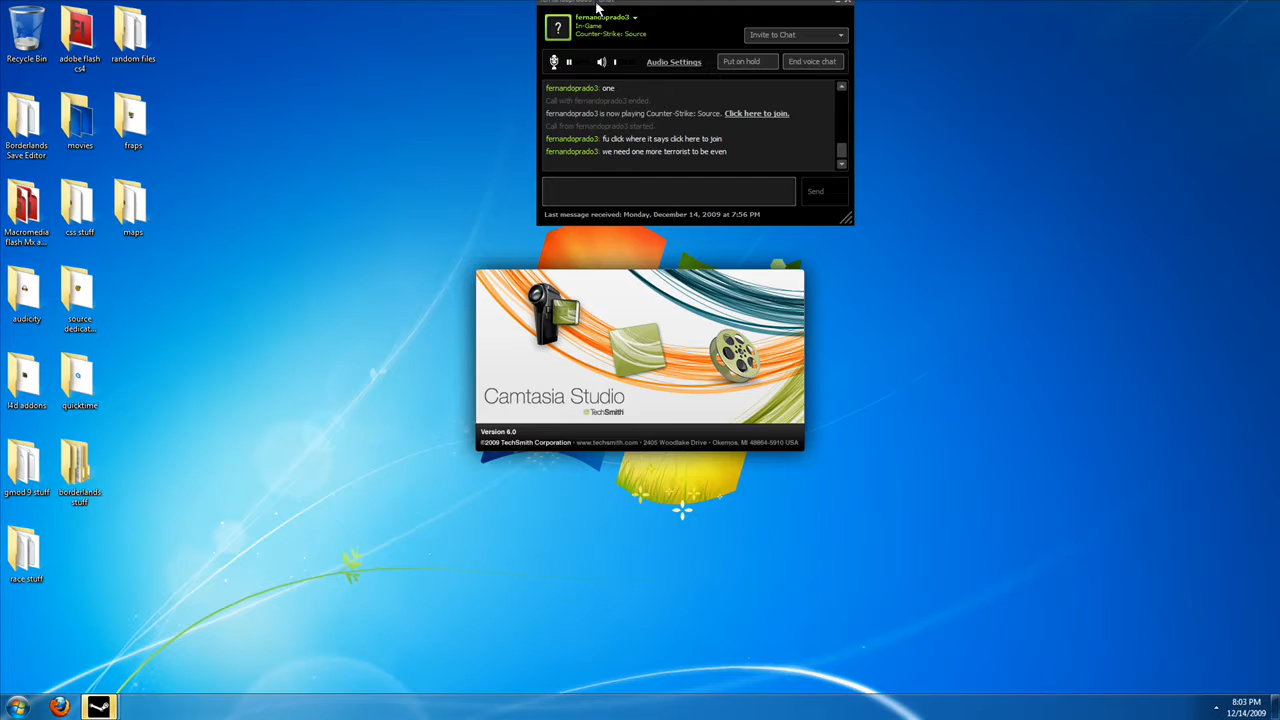 fernandoprado3
In-Game
Counter-Strike: Source
Invite to Chat
Audio Settings
Put on hold
End voice chat
fernandoprado3: one
Call with fernandoprado3 ended.
fernandoprado3 is now playing Counter-Strike: Source. Click here to join.
Call from fernandoprado3 started.
fernandoprado3: fu click where it says click here to join
fernandoprado3: we need one more terrorist to be even
Send
Last message received: Monday, December 14, 2009 at 7:56 PM
Recycle Bin
adobe flash cs4
random files
Borderlands Save Editor
movies
fraps
Macromedia flash Mx a...
css stuff
maps
audicity
source dedicat...
l4d addons
quicktime
gmod 9 stuff
borderlands stuff
race stuff
Camtasia Studio
TechSmith
Version 6.0
©2009 TechSmith Corporation · www.techsmith.com · 2405 Woodlake Drive · Okemos, MI 48864-5910 USA
8:03 PM
12/14/2009